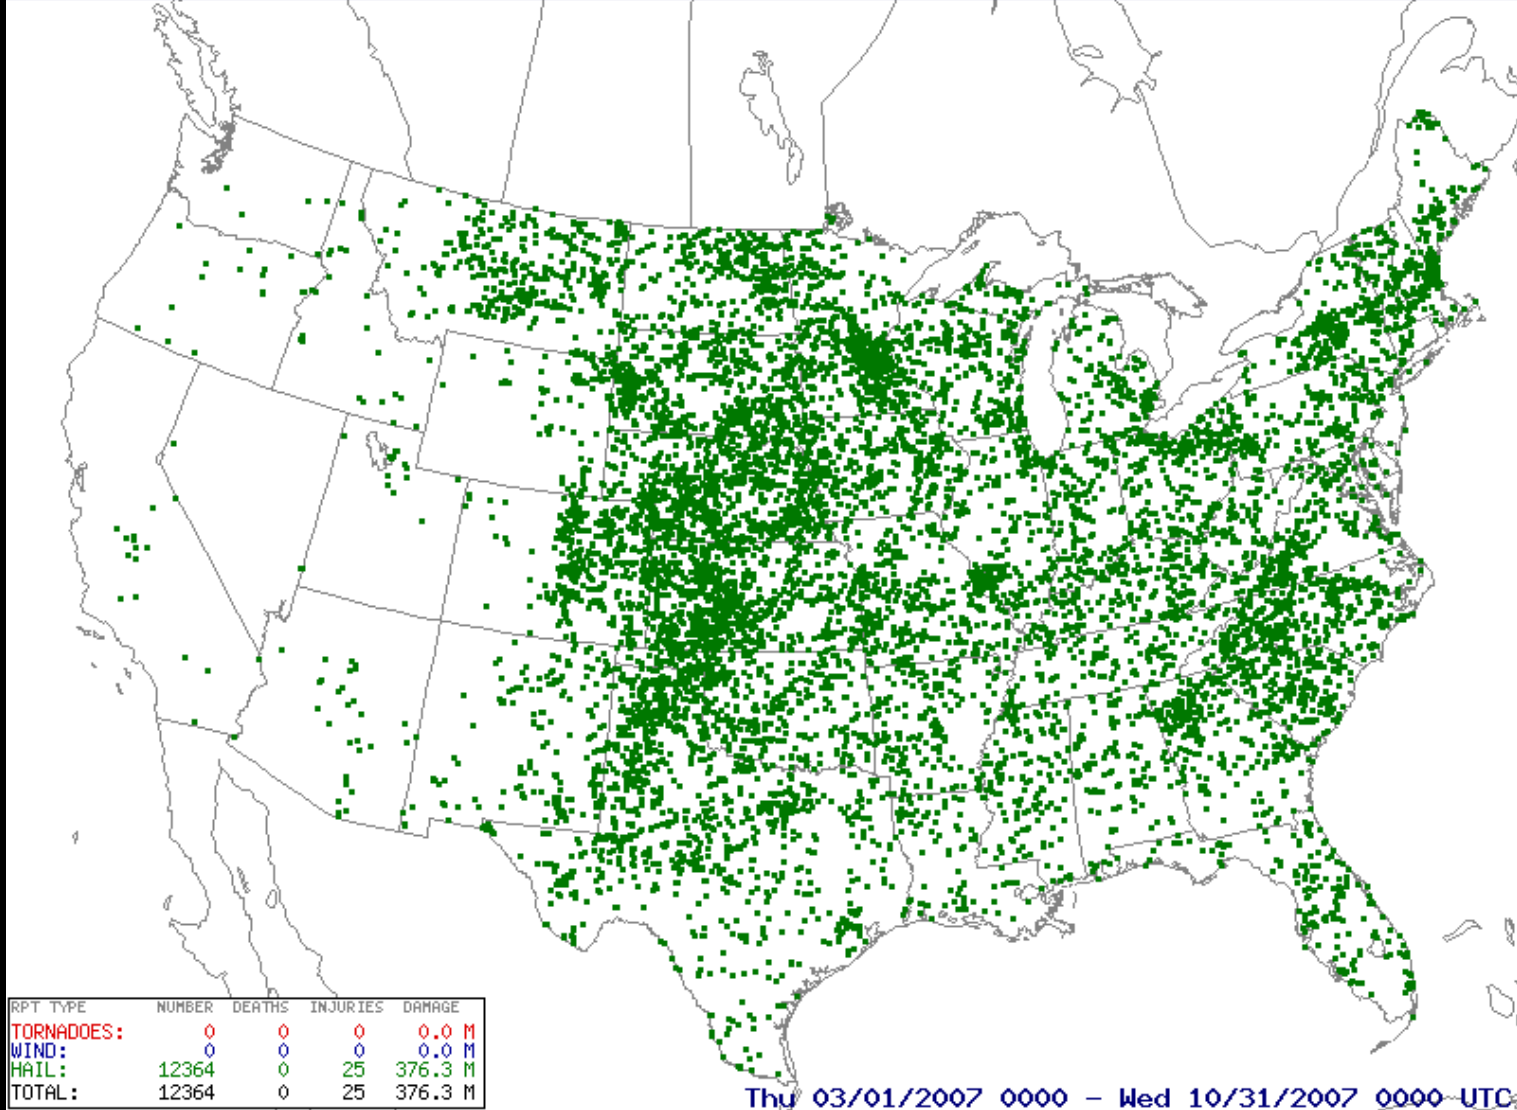 RPT TYPE NUMBER DEATHS INJURIES DAMAGE
TORNADOES: 0 0 0 0.0 M
WIND: 0 0 0 0.0 M
HAIL: 12364 0 25 376.3 M
TOTAL: 12364 0 25 376.3 M
Thu 03/01/2007 0000 - Wed 10/31/2007 0000 UTC